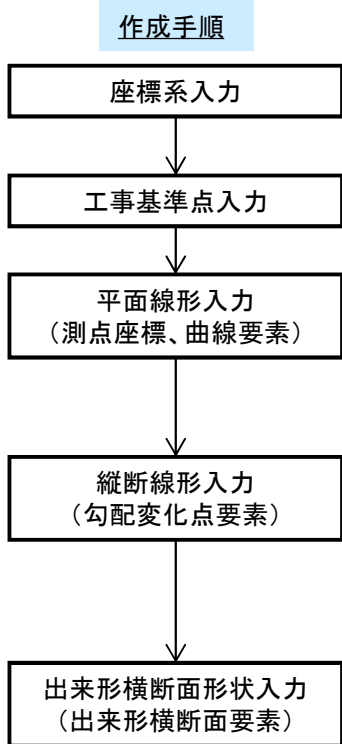 作成手順
座標系入力
工事基準点入力
平面線形入力
（測点座標、曲線要素）
縦断線形入力
（勾配変化点要素）
出来形横断面形状入力
（出来形横断面要素）